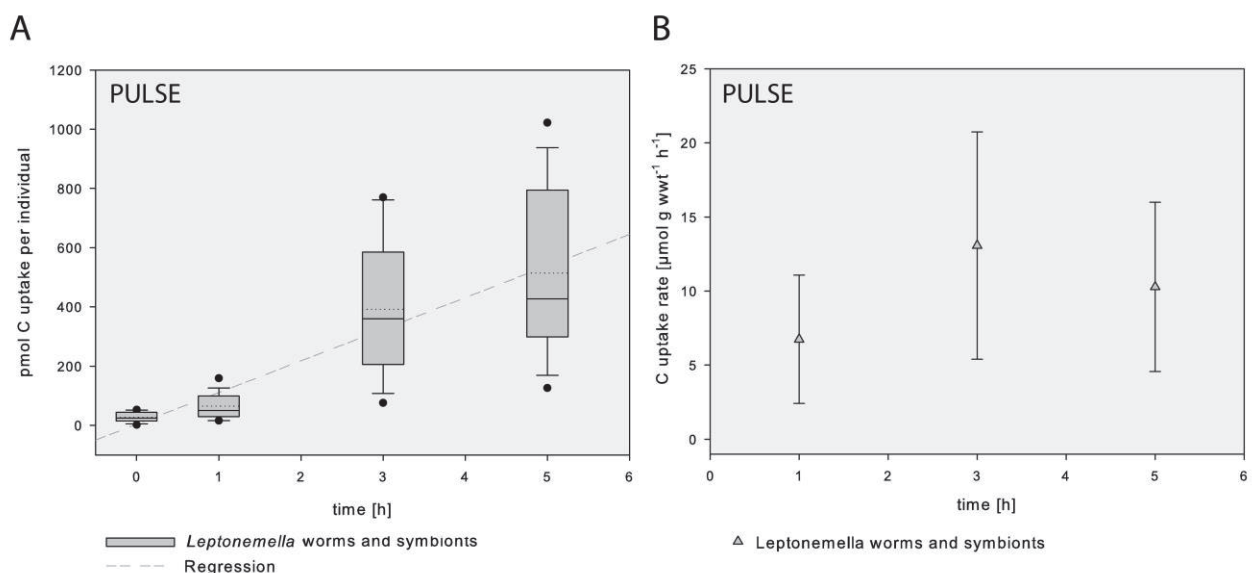 A
PULSE
1200
1000
800
600
400
200
0
pmol C uptake per individual
0 1 2 3 4 5 6
time [h]
Leptonemella worms and symbionts
Regression
B
PULSE
25
20
15
10
5
0
C uptake rate [µmol g wwt⁻¹ h⁻¹]
0 1 2 3 4 5 6
time [h]
Leptonemella worms and symbionts